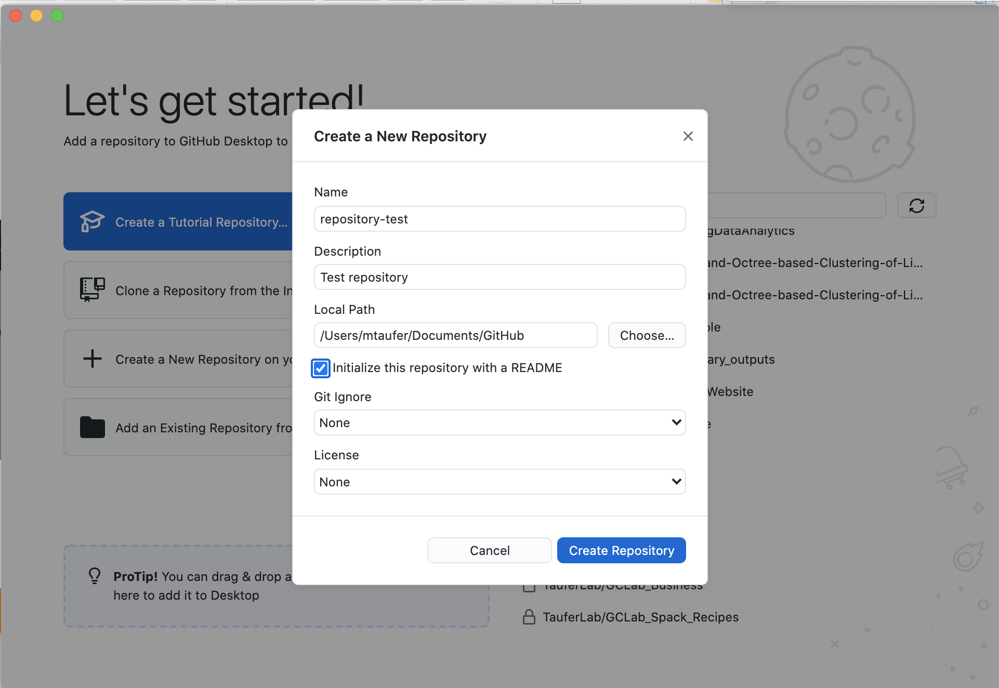 Let's get started!
Add a repository to GitHub Desktop to
Create a Tutorial Repository...
Clone a Repository from the In
Create a New Repository on yo
Add an Existing Repository fro
ProTip! You can drag & drop a
here to add it to Desktop
Create a New Repository
Name
repository-test
Description
Test repository
Local Path
/Users/mtaufer/Documents/GitHub
Choose...
Initialize this repository with a README
Git Ignore
None
License
None
Cancel
Create Repository
gDataAnalytics
and-Octree-based-Clustering-of-Li...
and-Octree-based-Clustering-of-Li...
ple
ary_outputs
Website
e
TauferLab/GCLab_Business
TauferLab/GCLab_Spack_Recipes